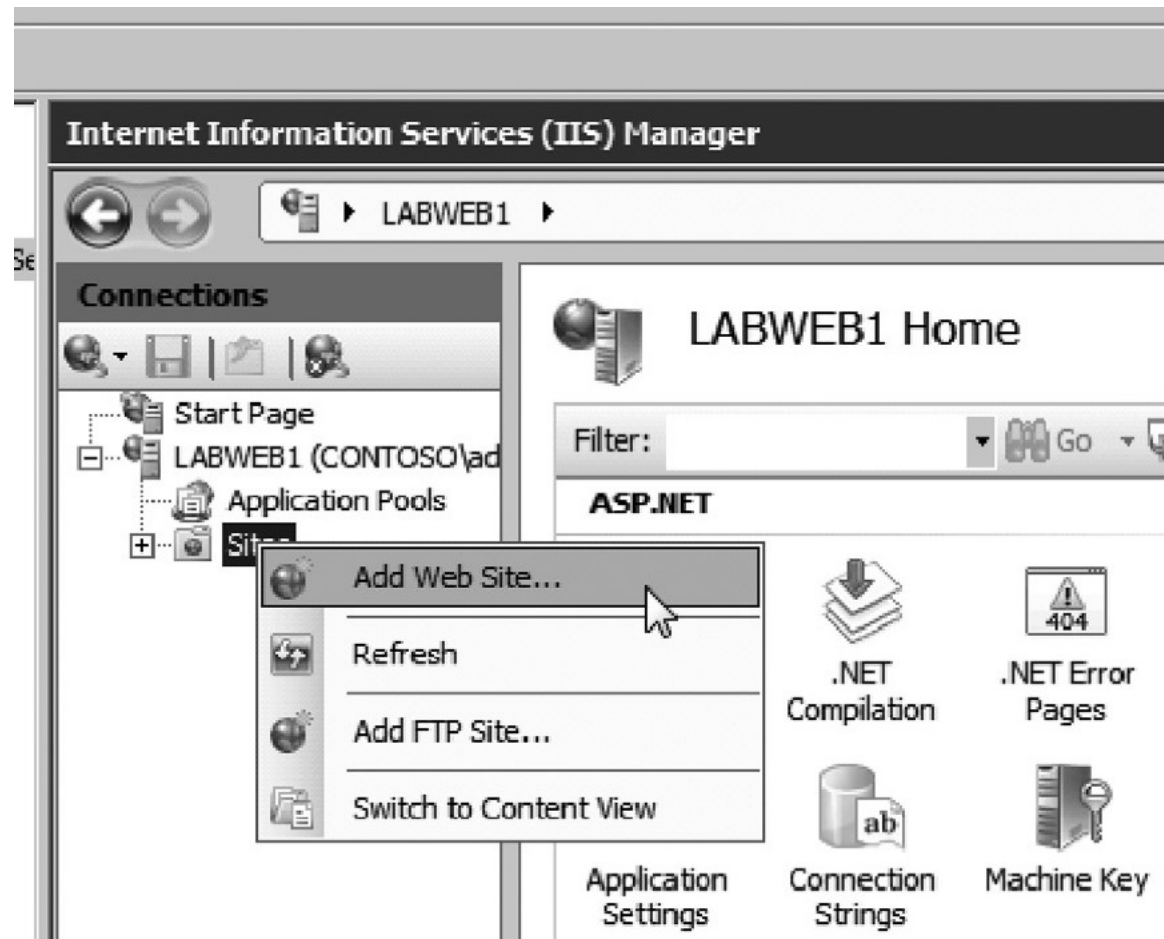 Internet Information Services (IIS) Manager
LABWEB1
Se
Connections
LABWEB1 Home
Start Page
Filter:
Go
LABWEB1 (CONTOSO\ad
Application Pools
ASP.NET
Add Web Site...
404
Refresh
.NET
Compilation
.NET Error
Pages
Add FTP Site...
Switch to Content View
ab
Application
Settings
Connection
Strings
Machine Key